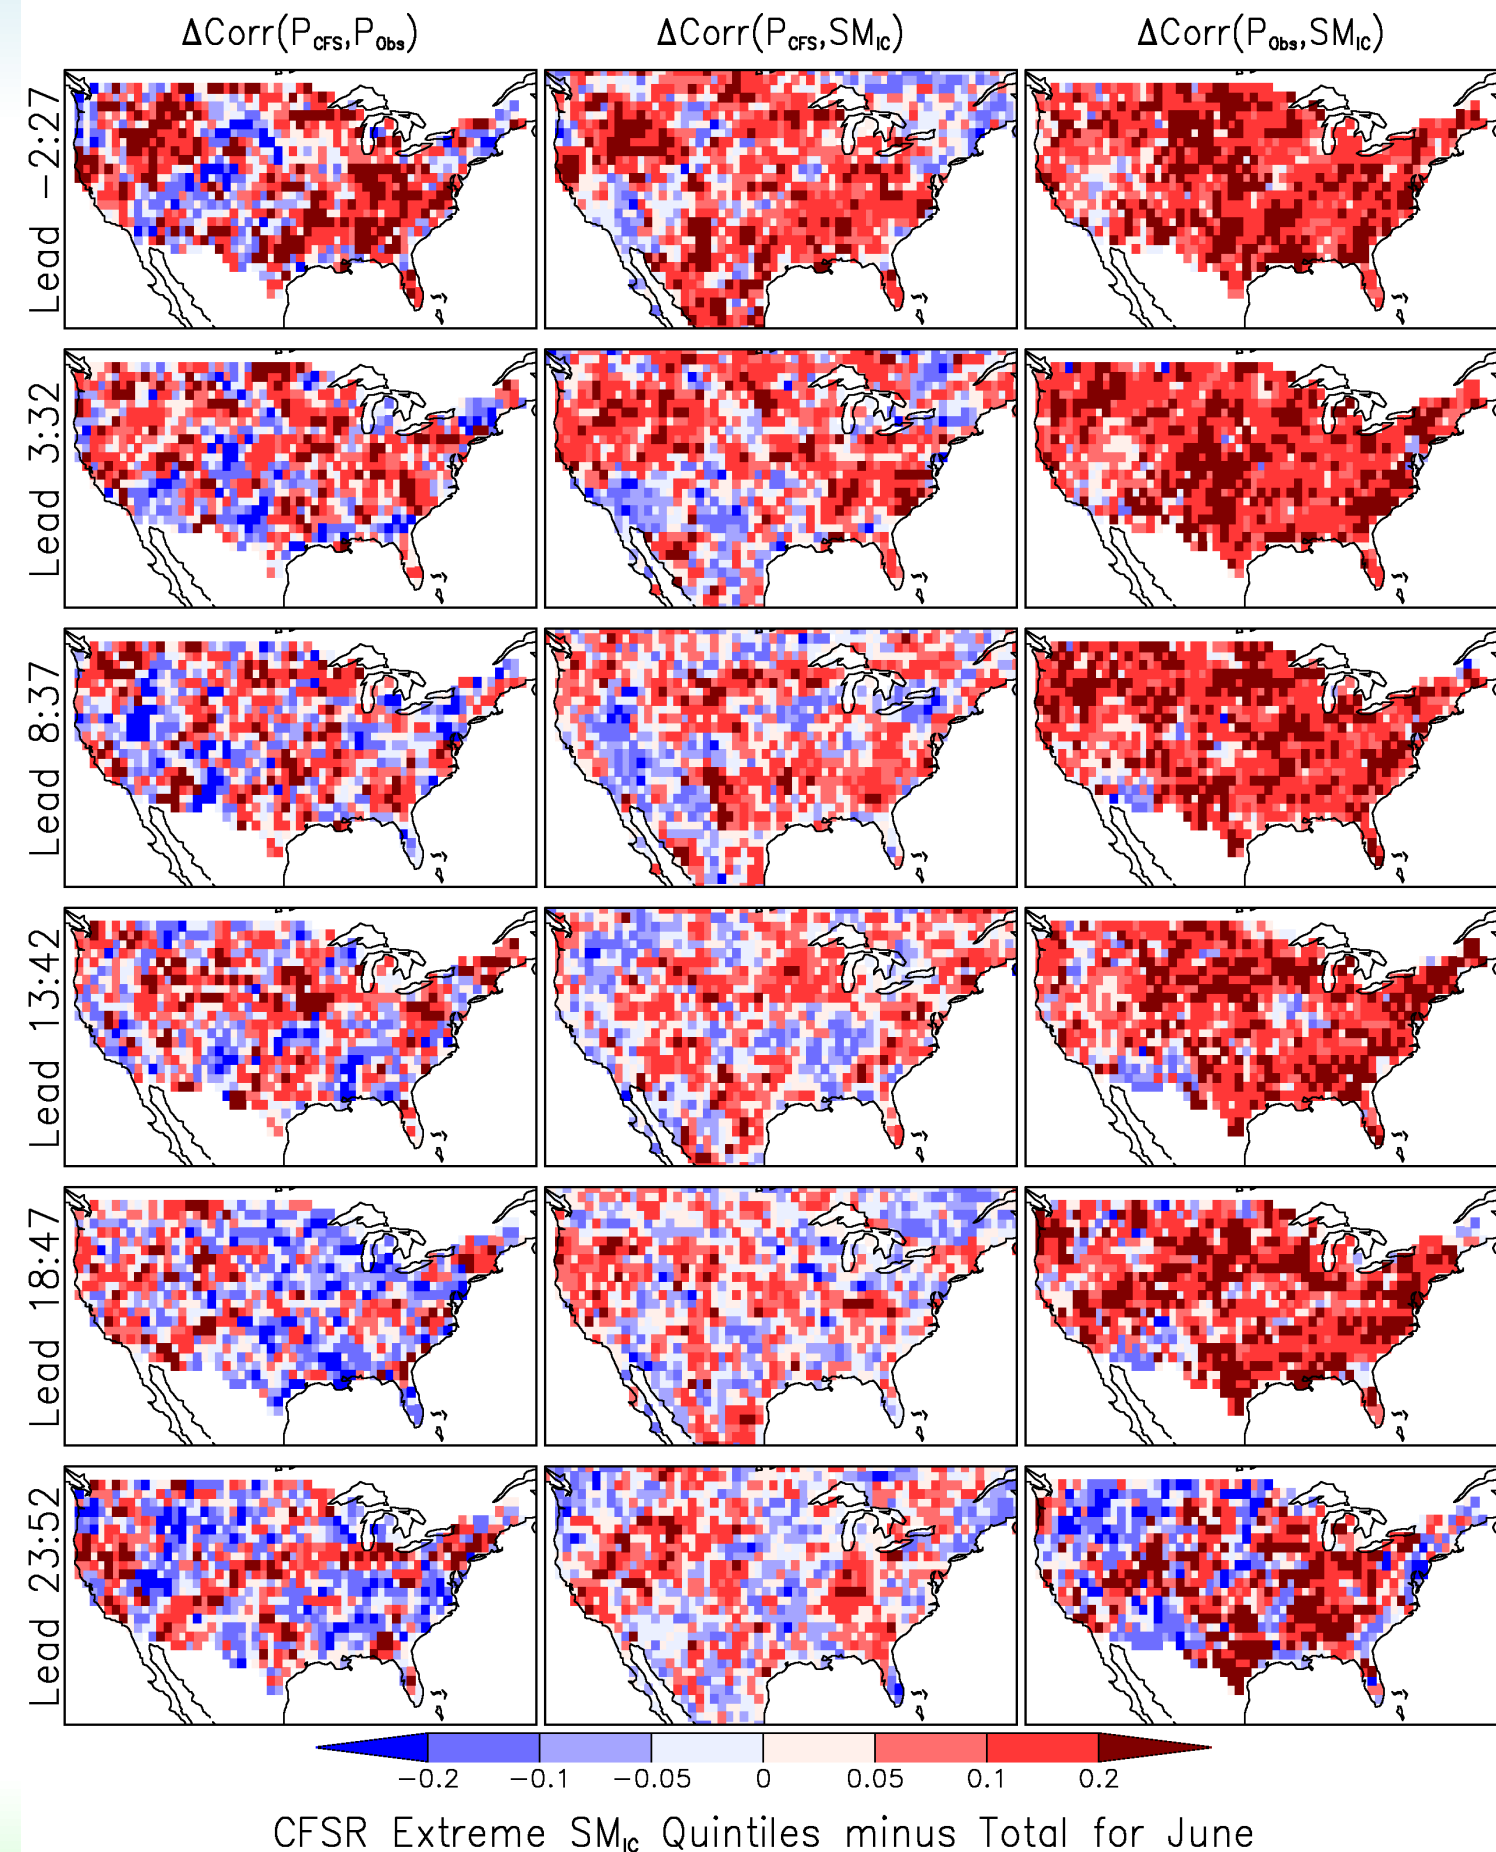 ΔCorr(P_CFS,P_Obs) ΔCorr(P_CFS,SM_IC) ΔCorr(P_Obs,SM_IC)
Lead −2:27
Lead 3:32
Lead 8:37
Lead 13:42
Lead 18:47
Lead 23:52
−0.2 −0.1 −0.05 0 0.05 0.1 0.2
CFSR Extreme SM_IC Quintiles minus Total for June